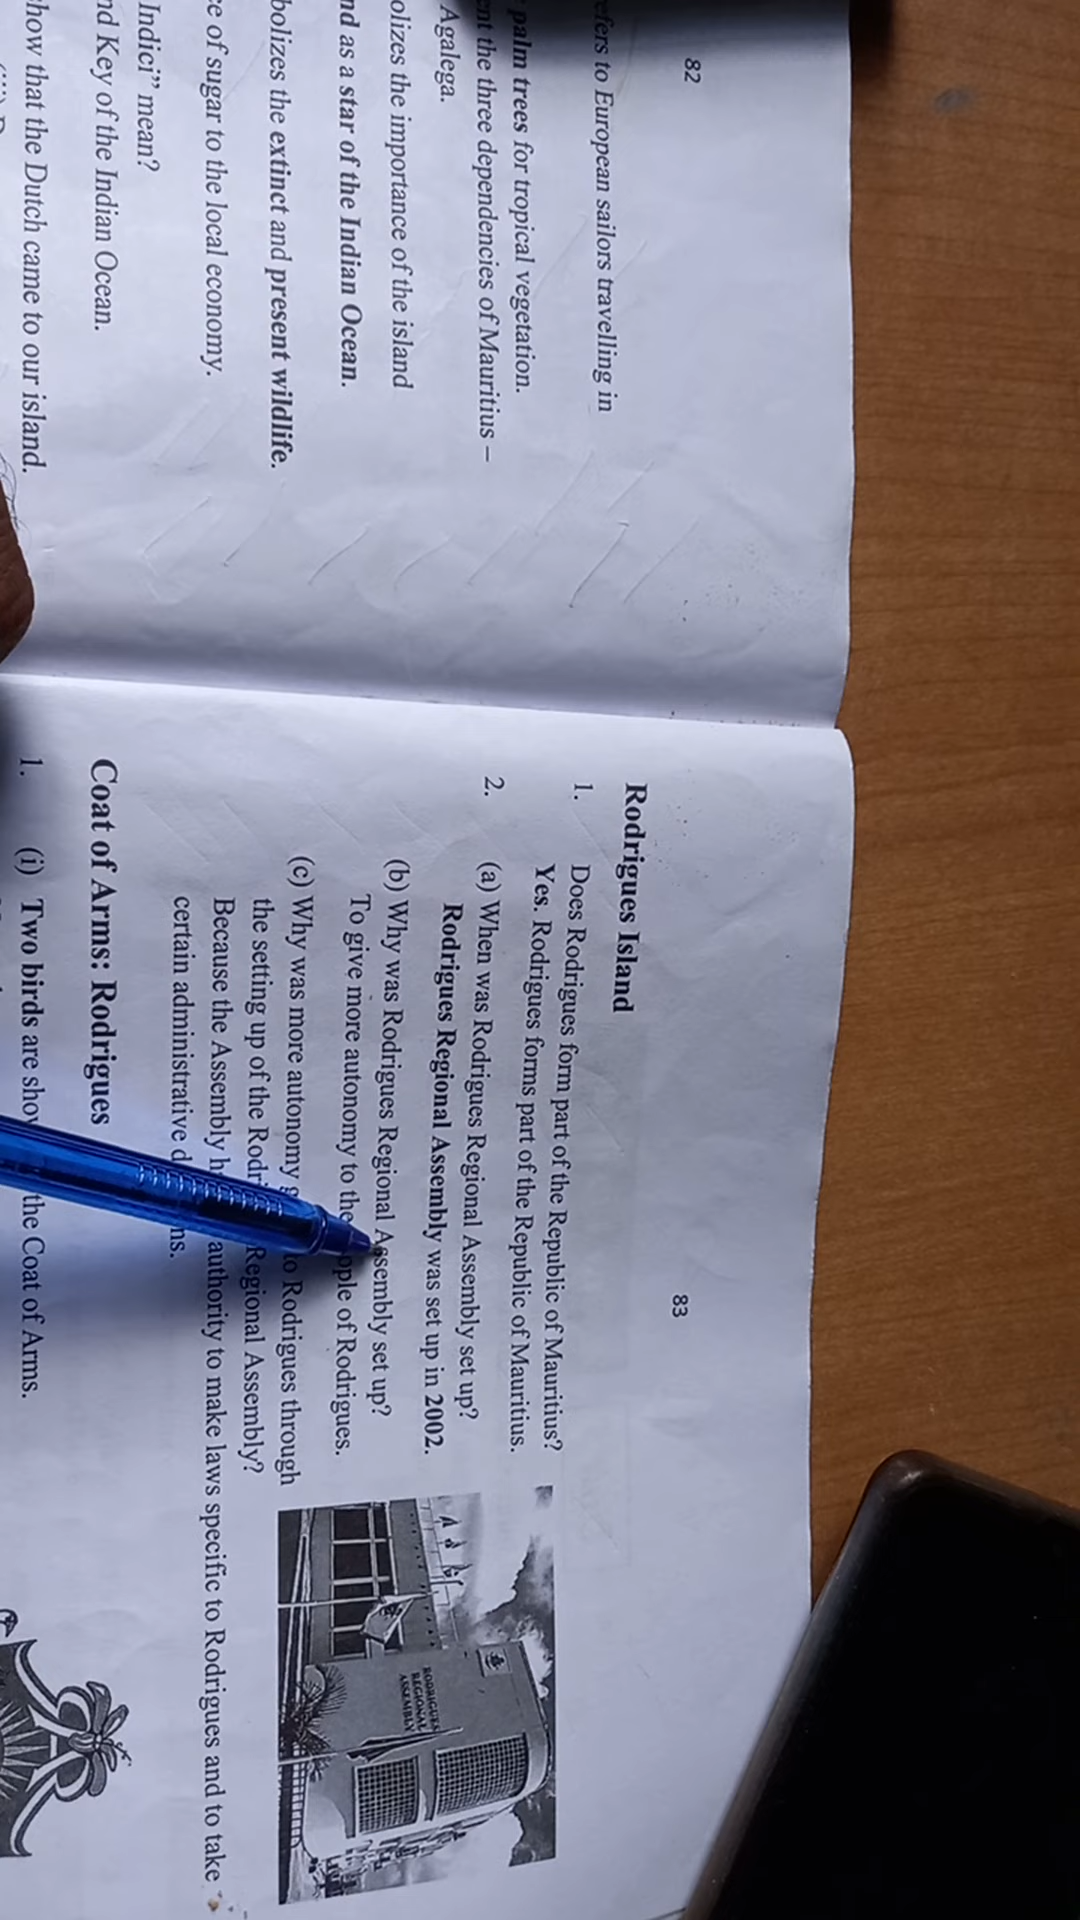 82
efers to European sailors travelling in
palm trees for tropical vegetation.
ent the three dependencies of Mauritius –
Agalega.
olizes the importance of the island
nd as a star of the Indian Ocean.
bolizes the extinct and present wildlife.
ce of sugar to the local economy.
Indici” mean?
nd Key of the Indian Ocean.
how that the Dutch came to our island.
83
Rodrigues Island
1. Does Rodrigues form part of the Republic of Mauritius?
Yes. Rodrigues forms part of the Republic of Mauritius.
2. (a) When was Rodrigues Regional Assembly set up?
Rodrigues Regional Assembly was set up in 2002.
(b) Why was Rodrigues Regional Assembly set up?
To give more autonomy to the ople of Rodrigues.
(c) Why was more autonomy g to Rodrigues through
the setting up of the Rodri Regional Assembly?
Because the Assembly h authority to make laws specific to Rodrigues and to take
certain administrative d ns.
RODRIGUES
REGIONAL
ASSEMBLY
Coat of Arms: Rodrigues
1. (i) Two birds are show the Coat of Arms.